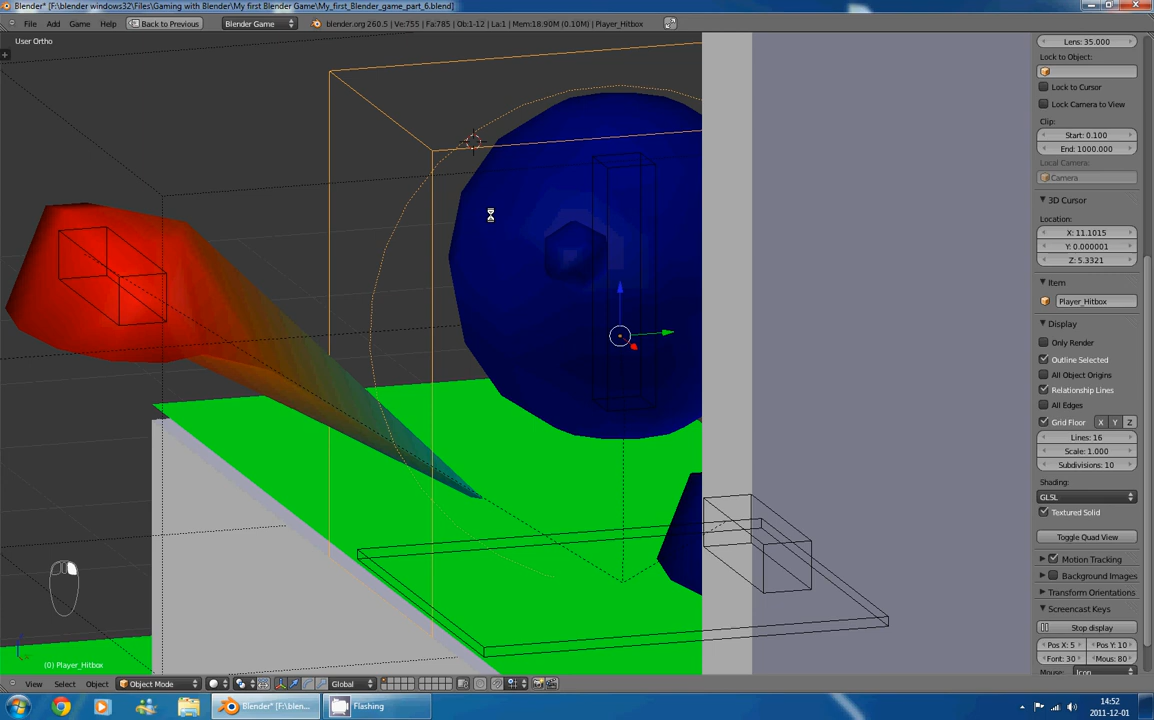 Blender* [F:\blender windows32\Files\Gaming with Blender\My first Blender Game\My_first_Blender_game_part_6.blend]
File Add Game Help Back to Previous Blender Game blender.org 260.5 | Ve:755 | Fa:785 | Ob:1-12 | La:1 | Mem:18.90M (0.10M) | Player_Hitbox
User Ortho
Lens: 35.000
Lock to Object:
Lock to Cursor
Lock Camera to View
Clip:
Start: 0.100
End: 1000.000
Local Camera:
Camera
3D Cursor
Location:
X: 11.1015
Y: 0.000001
Z: 5.3321
Item
Player_Hitbox
Display
Only Render
Outline Selected
All Object Origins
Relationship Lines
All Edges
Grid Floor X Y Z
Lines: 16
Scale: 1.000
Subdivisions: 10
Shading:
GLSL
Textured Solid
Toggle Quad View
Motion Tracking
Background Images
Transform Orientations
Screencast Keys
Stop display
Pos X: 5 Pos Y: 10
Font: 30 Mous: 80
Mouse: Icon
(0) Player_Hitbox
View Select Object Object Mode Global
Blender* [F:\blen... Flashing
14:52
2011-12-01